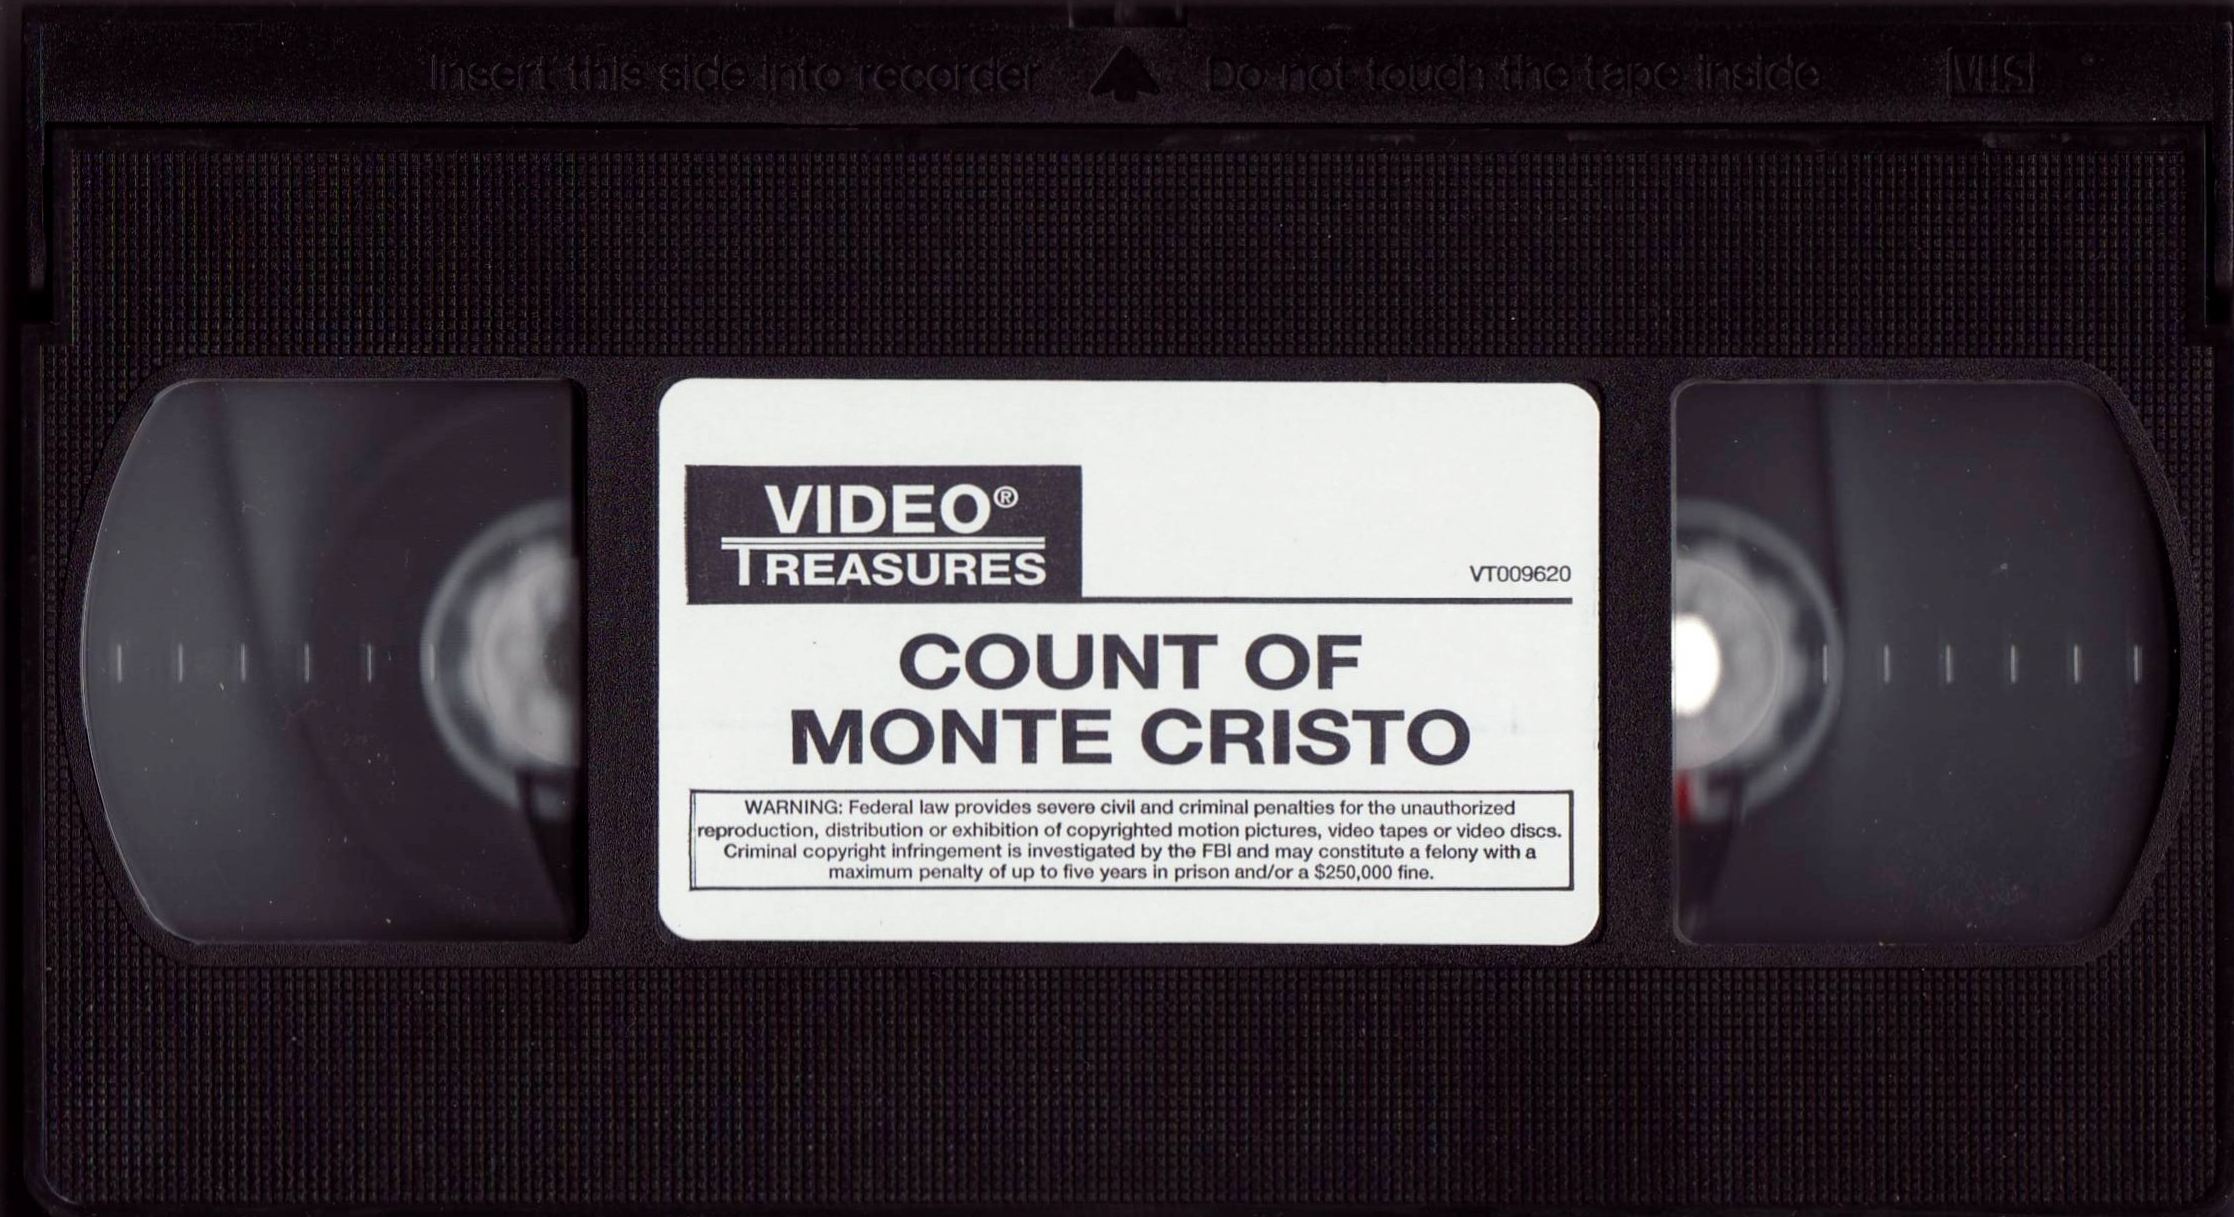 Insert this side into recorder Do not touch the tape inside VHS
VIDEO®
TREASURES
VT009620
COUNT OF
MONTE CRISTO
WARNING: Federal law provides severe civil and criminal penalties for the unauthorized
reproduction, distribution or exhibition of copyrighted motion pictures, video tapes or video discs.
Criminal copyright infringement is investigated by the FBI and may constitute a felony with a
maximum penalty of up to five years in prison and/or a $250,000 fine.